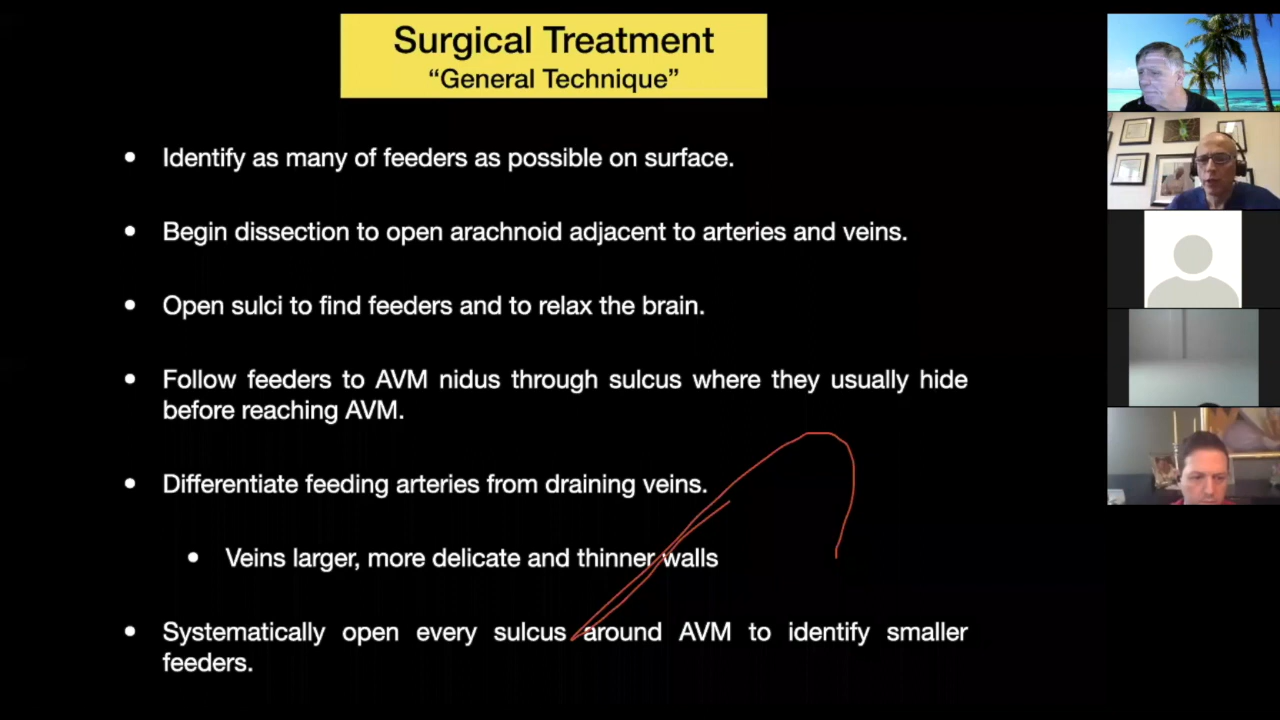 Surgical Treatment
“General Technique”
• Identify as many of feeders as possible on surface.
• Begin dissection to open arachnoid adjacent to arteries and veins.
• Open sulci to find feeders and to relax the brain.
• Follow feeders to AVM nidus through sulcus where they usually hide
before reaching AVM.
• Differentiate feeding arteries from draining veins.
• Veins larger, more delicate and thinner walls
• Systematically open every sulcus around AVM to identify smaller
feeders.